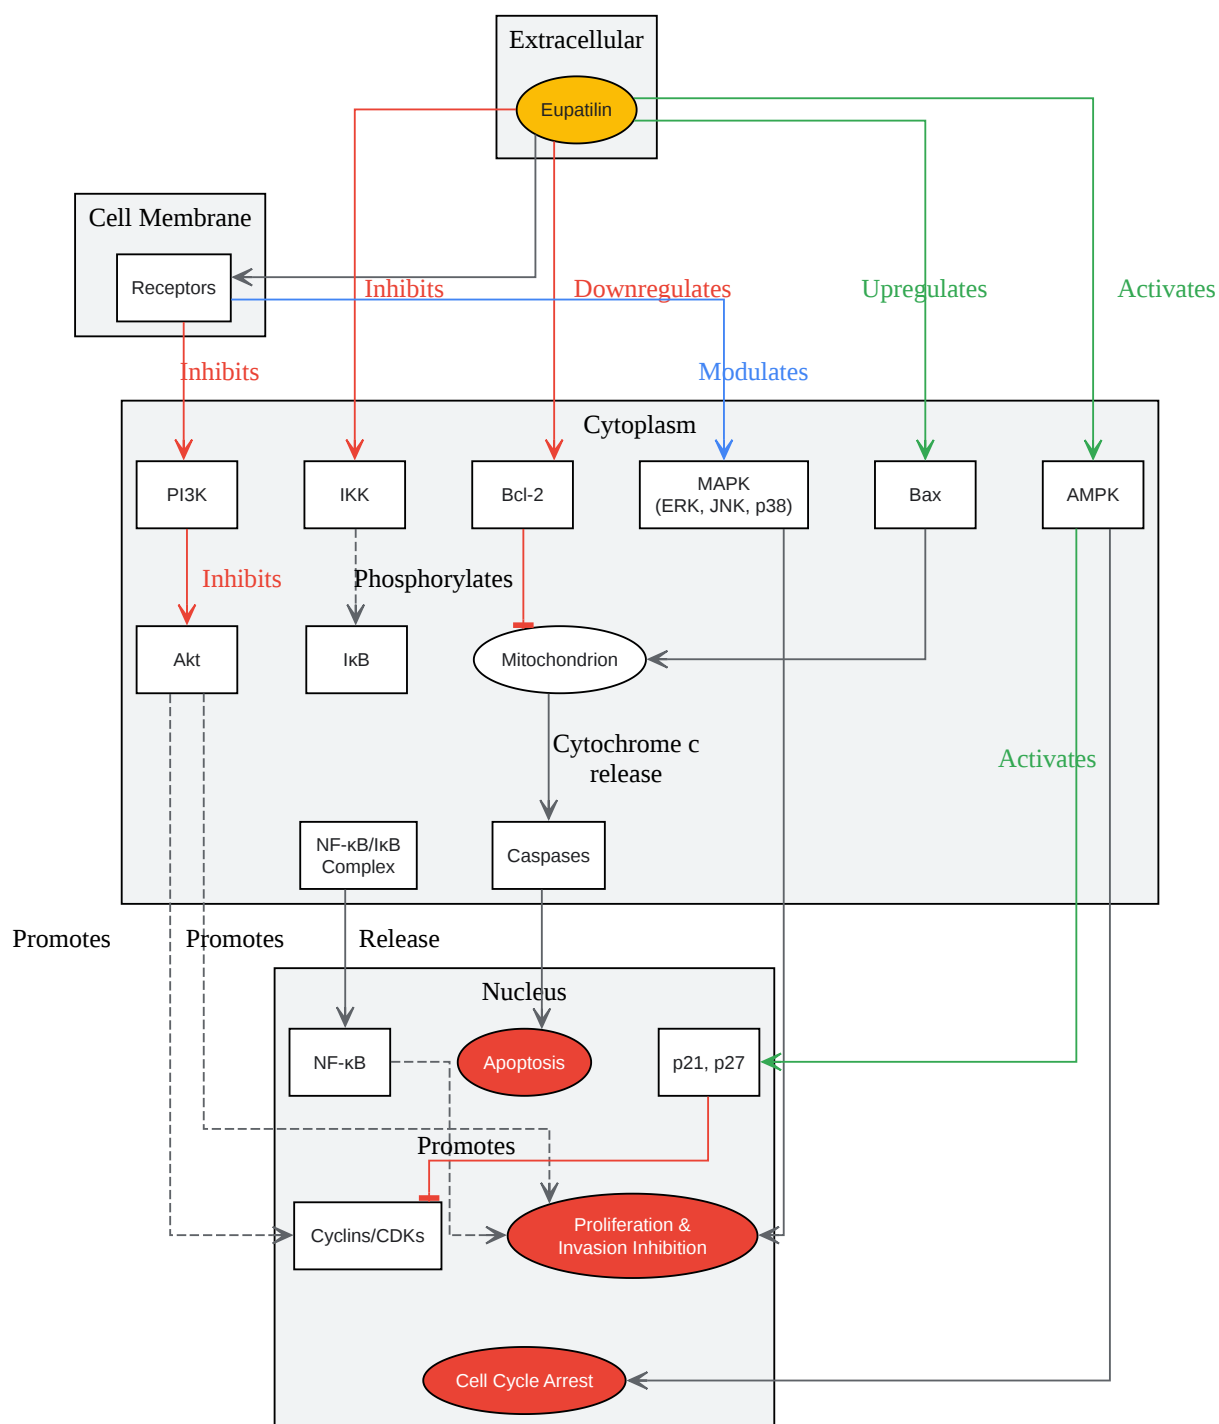 Extracellular
Eupatilin
Cell Membrane
Receptors
Inhibits
Downregulates
Upregulates
Activates
Inhibits
Modulates
Cytoplasm
PI3K
IKK
Bcl-2
MAPK
(ERK, JNK, p38)
Bax
AMPK
Inhibits
Phosphorylates
Akt
IκB
Mitochondrion
Cytochrome c
release
Activates
NF-κB/IκB
Complex
Caspases
Promotes
Promotes
Release
Nucleus
NF-κB
Apoptosis
p21, p27
Promotes
Cyclins/CDKs
Proliferation &
Invasion Inhibition
Cell Cycle Arrest